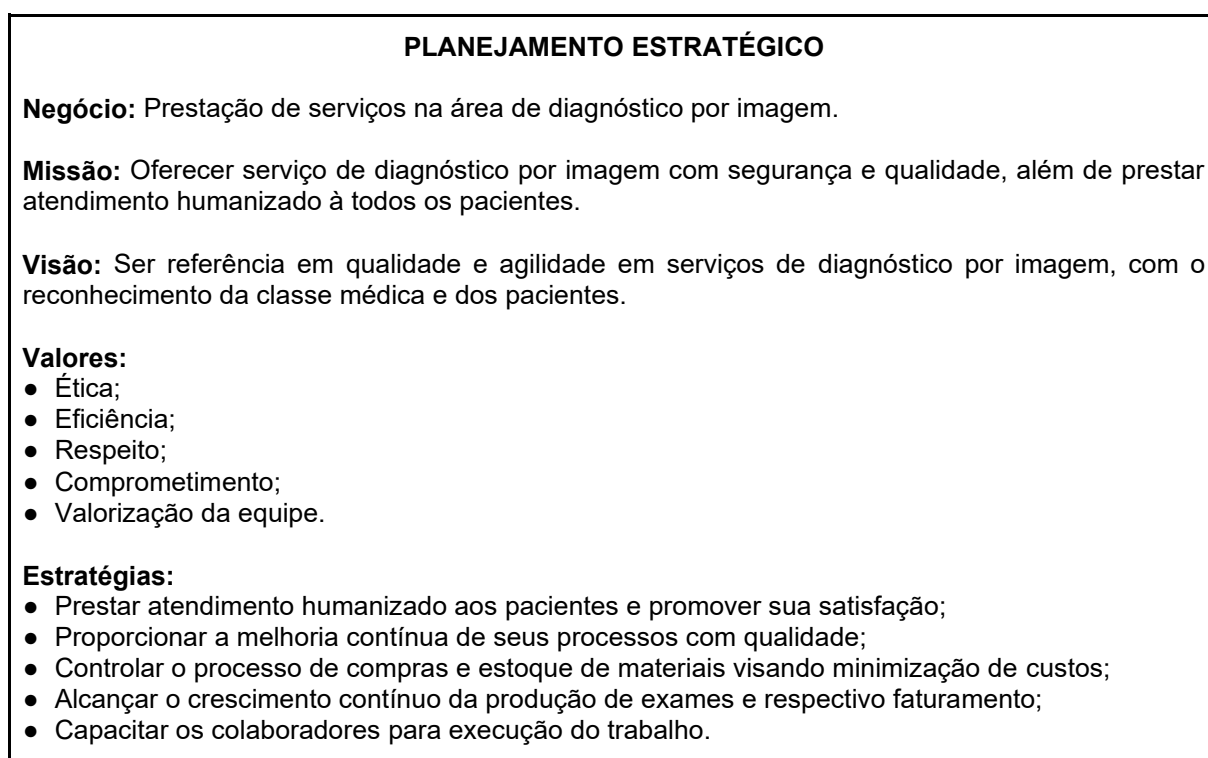 PLANEJAMENTO ESTRATÉGICO
Negócio: Prestação de serviços na área de diagnóstico por imagem.
Missão: Oferecer serviço de diagnóstico por imagem com segurança e qualidade, além de prestar
atendimento humanizado à todos os pacientes.
Visão: Ser referência em qualidade e agilidade em serviços de diagnóstico por imagem, com o
reconhecimento da classe médica e dos pacientes.
Valores:
● Ética;
● Eficiência;
● Respeito;
● Comprometimento;
● Valorização da equipe.
Estratégias:
● Prestar atendimento humanizado aos pacientes e promover sua satisfação;
● Proporcionar a melhoria contínua de seus processos com qualidade;
● Controlar o processo de compras e estoque de materiais visando minimização de custos;
● Alcançar o crescimento contínuo da produção de exames e respectivo faturamento;
● Capacitar os colaboradores para execução do trabalho.